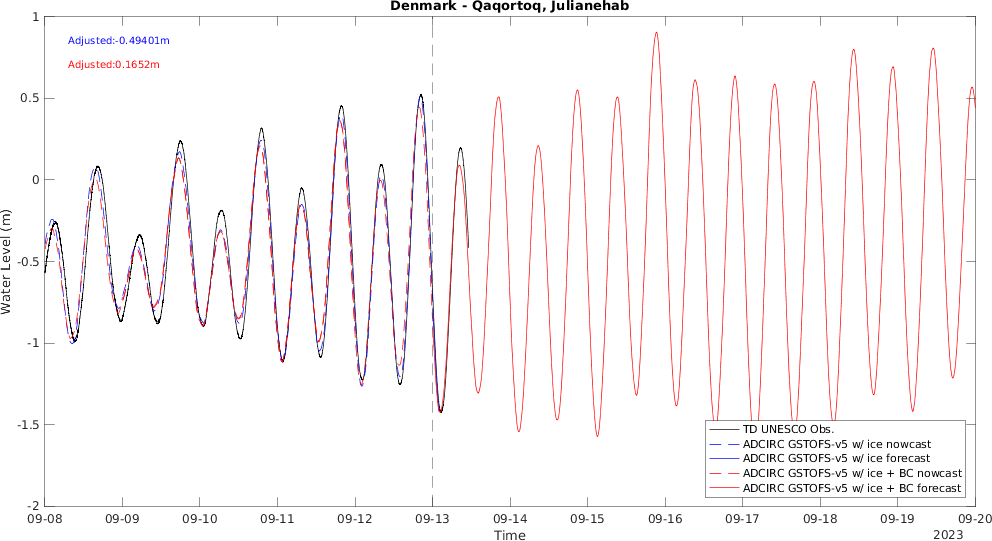 Denmark - Qaqortoq, Julianehab
Adjusted:-0.49401m
Adjusted:0.1652m
1
0.5
0
-0.5
-1
-1.5
-2
Water Level (m)
TD UNESCO Obs.
ADCIRC GSTOFS-v5 w/ ice nowcast
ADCIRC GSTOFS-v5 w/ ice forecast
ADCIRC GSTOFS-v5 w/ ice + BC nowcast
ADCIRC GSTOFS-v5 w/ ice + BC forecast
09-08 09-09 09-10 09-11 09-12 09-13 09-14 09-15 09-16 09-17 09-18 09-19 09-20
Time
2023